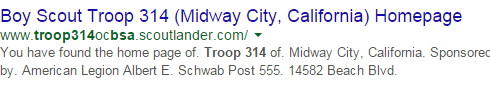 Boy Scout Troop 314 (Midway City, California) Homepage
www.troop314ocbsa.scoutlander.com/
You have found the home page of. Troop 314 of. Midway City, California. Sponsored
by. American Legion Albert E. Schwab Post 555. 14582 Beach Blvd.